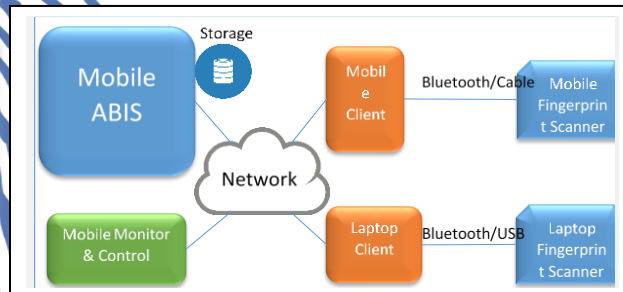 Storage
Mobile
ABIS
Mobil
e
Client
Bluetooth/Cable
Mobile
Fingerprin
t Scanner
Network
Mobile Monitor
& Control
Laptop
Client
Bluetooth/USB
Laptop
Fingerprin
t Scanner